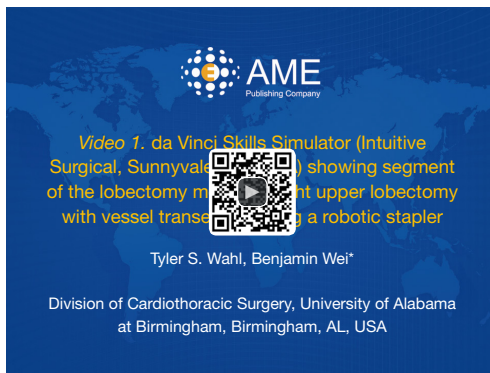 E AME
Publishing Company
Video 1. da Vinci Skills Simulator (Intuitive
Surgical, Sunnyvale ) showing segment
of the lobectomy upper lobectomy
with vessel a robotic stapler
Tyler S. Wahl, Benjamin Wei*
Division of Cardiothoracic Surgery, University of Alabama
at Birmingham, Birmingham, AL, USA